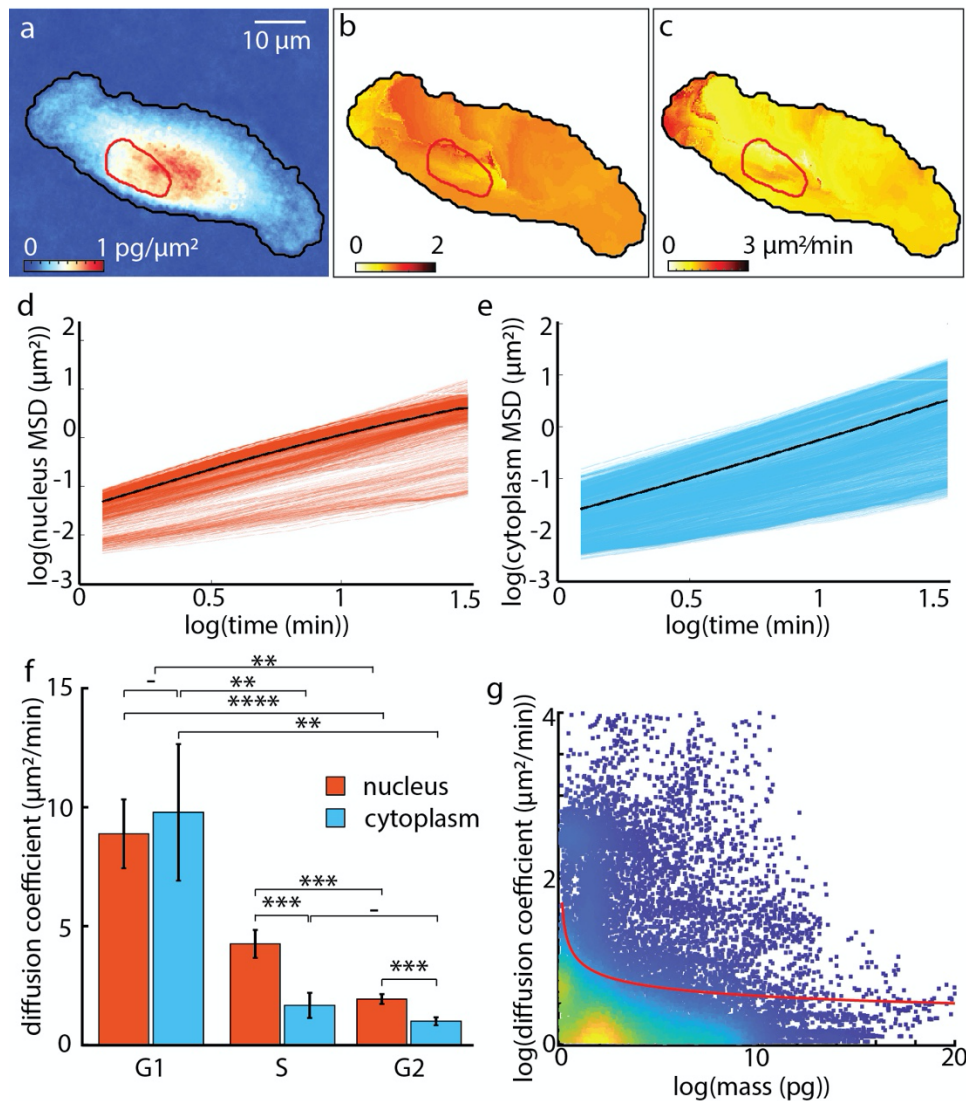 a
10 µm
0
1 pg/µm²
b
0
2
c
0
3 µm²/min
d
log(nucleus MSD (µm²))
2
1
0
-1
-2
-3
0
0.5
1
1.5
log(time (min))
e
log(cytoplasm MSD (µm²))
2
1
0
-1
-2
-3
0
0.5
1
1.5
log(time (min))
f
diffusion coefficient (µm²/min)
15
10
5
0
**
-
**
****
**
nucleus
cytoplasm
***
***
-
***
G1
S
G2
g
log(diffusion coefficient (µm²/min))
4
2
0
0
10
20
log(mass (pg))